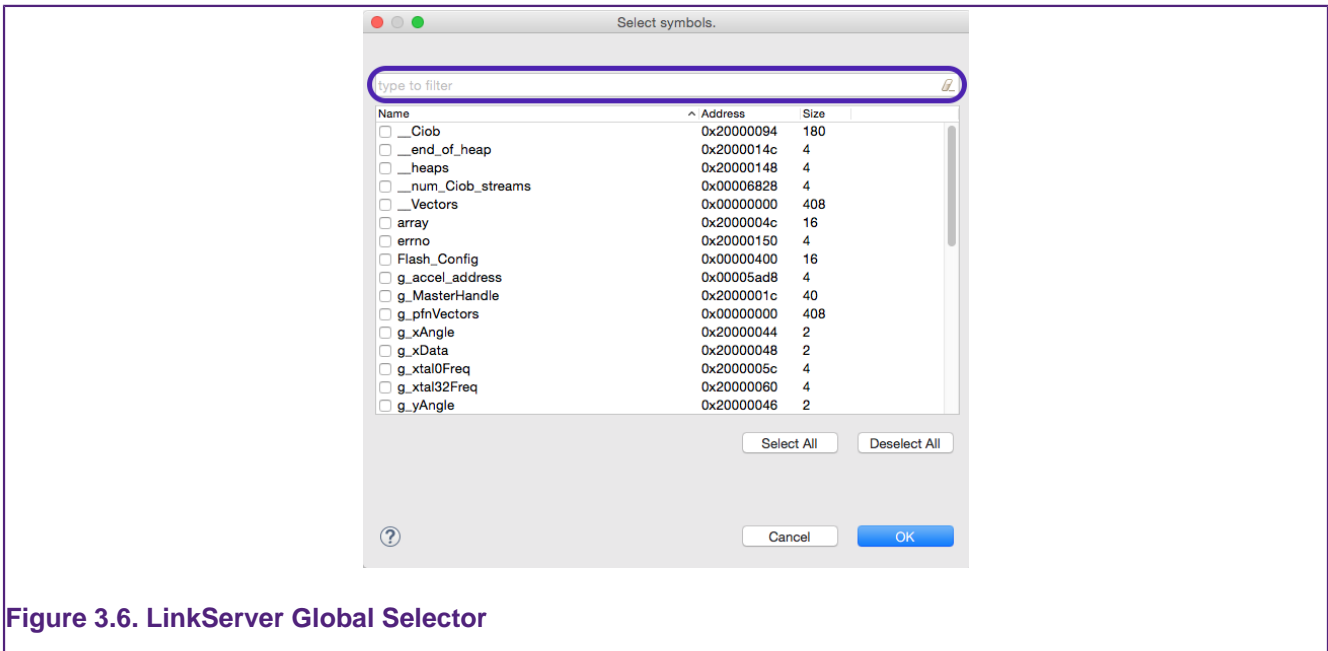 Select symbols.
type to filter
Name Address Size
__Ciob 0x20000094 180
__end_of_heap 0x2000014c 4
__heaps 0x20000148 4
__num_Ciob_streams 0x00006828 4
__Vectors 0x00000000 408
array 0x2000004c 16
errno 0x20000150 4
Flash_Config 0x00000400 16
g_accel_address 0x00005ad8 4
g_MasterHandle 0x2000001c 40
g_pfnVectors 0x00000000 408
g_xAngle 0x20000044 2
g_xData 0x20000048 2
g_xtal0Freq 0x2000005c 4
g_xtal32Freq 0x20000060 4
g_yAngle 0x20000046 2
Select All Deselect All
? Cancel OK
Figure 3.6. LinkServer Global Selector